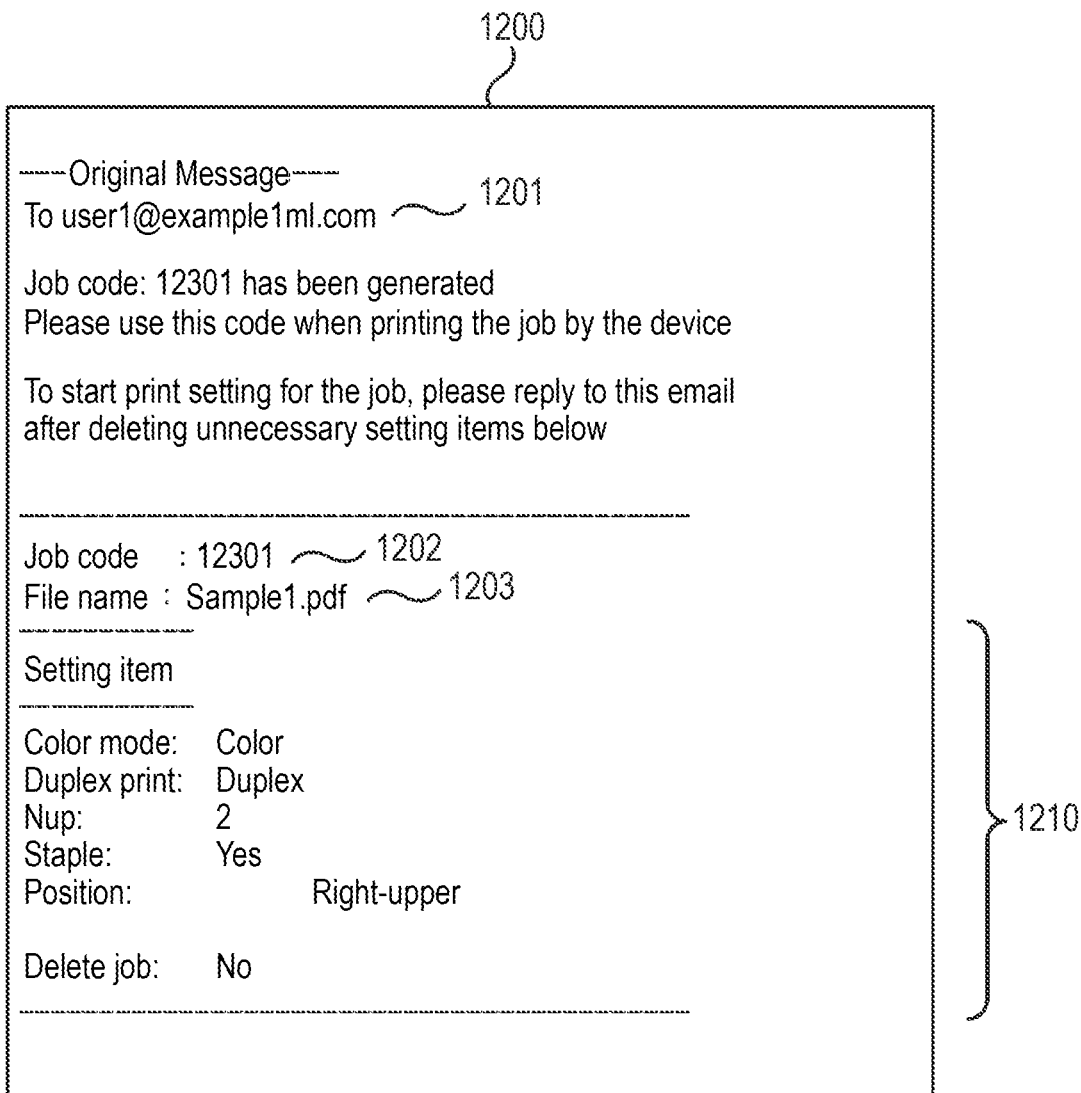 1200
-----Original Message-----
To user1@example1ml.com 1201
Job code: 12301 has been generated
Please use this code when printing the job by the device
To start print setting for the job, please reply to this email
after deleting unnecessary setting items below
Job code : 12301 1202
File name : Sample1.pdf 1203
Setting item
Color mode: Color
Duplex print: Duplex
Nup: 2
Staple: Yes
Position: Right-upper
1210
Delete job: No